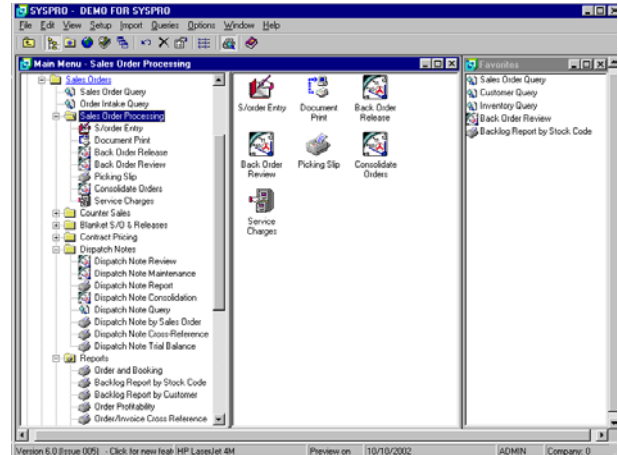 SYSPRO - DEMO FOR SYSPRO
File Edit View Setup Import Queries Options Window Help
Main Menu - Sales Order Processing
Sales Orders
Sales Order Query
Order Intake Query
Sales Order Processing
S/order Entry
Document Print
Back Order Release
Back Order Review
Picking Slip
Consolidate Orders
Service Charges
Counter Sales
Blanket S/O & Releases
Contract Pricing
Dispatch Notes
Dispatch Note Review
Dispatch Note Maintenance
Dispatch Note Report
Dispatch Note Consolidation
Dispatch Note Query
Dispatch Note by Sales Order
Dispatch Note Cross-Reference
Dispatch Note Trial Balance
Reports
Order and Booking
Backlog Report by Stock Code
Backlog Report by Customer
Order Profitability
Order/Invoice Cross Reference
S/order Entry
Document Print
Back Order Release
Back Order Review
Picking Slip
Consolidate Orders
Service Charges
Favorites
Sales Order Query
Customer Query
Inventory Query
Back Order Review
Backlog Report by Stock Code
Version 6.0 (Issue 005) - Click for new feat HP LaserJet 4M Preview on 10/10/2002 ADMIN Company: 0